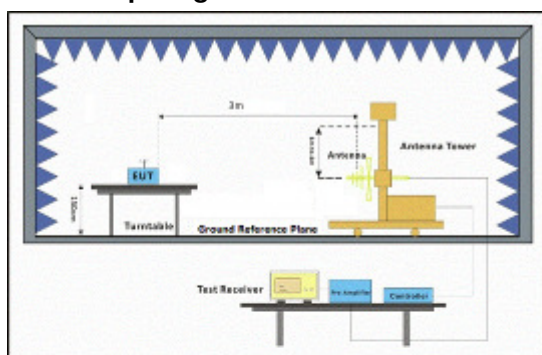 3m
Antenna
Antenna Tower
EUT
Turntable
Ground Reference Plane
Test Receiver
Pre Amplifier
Controller